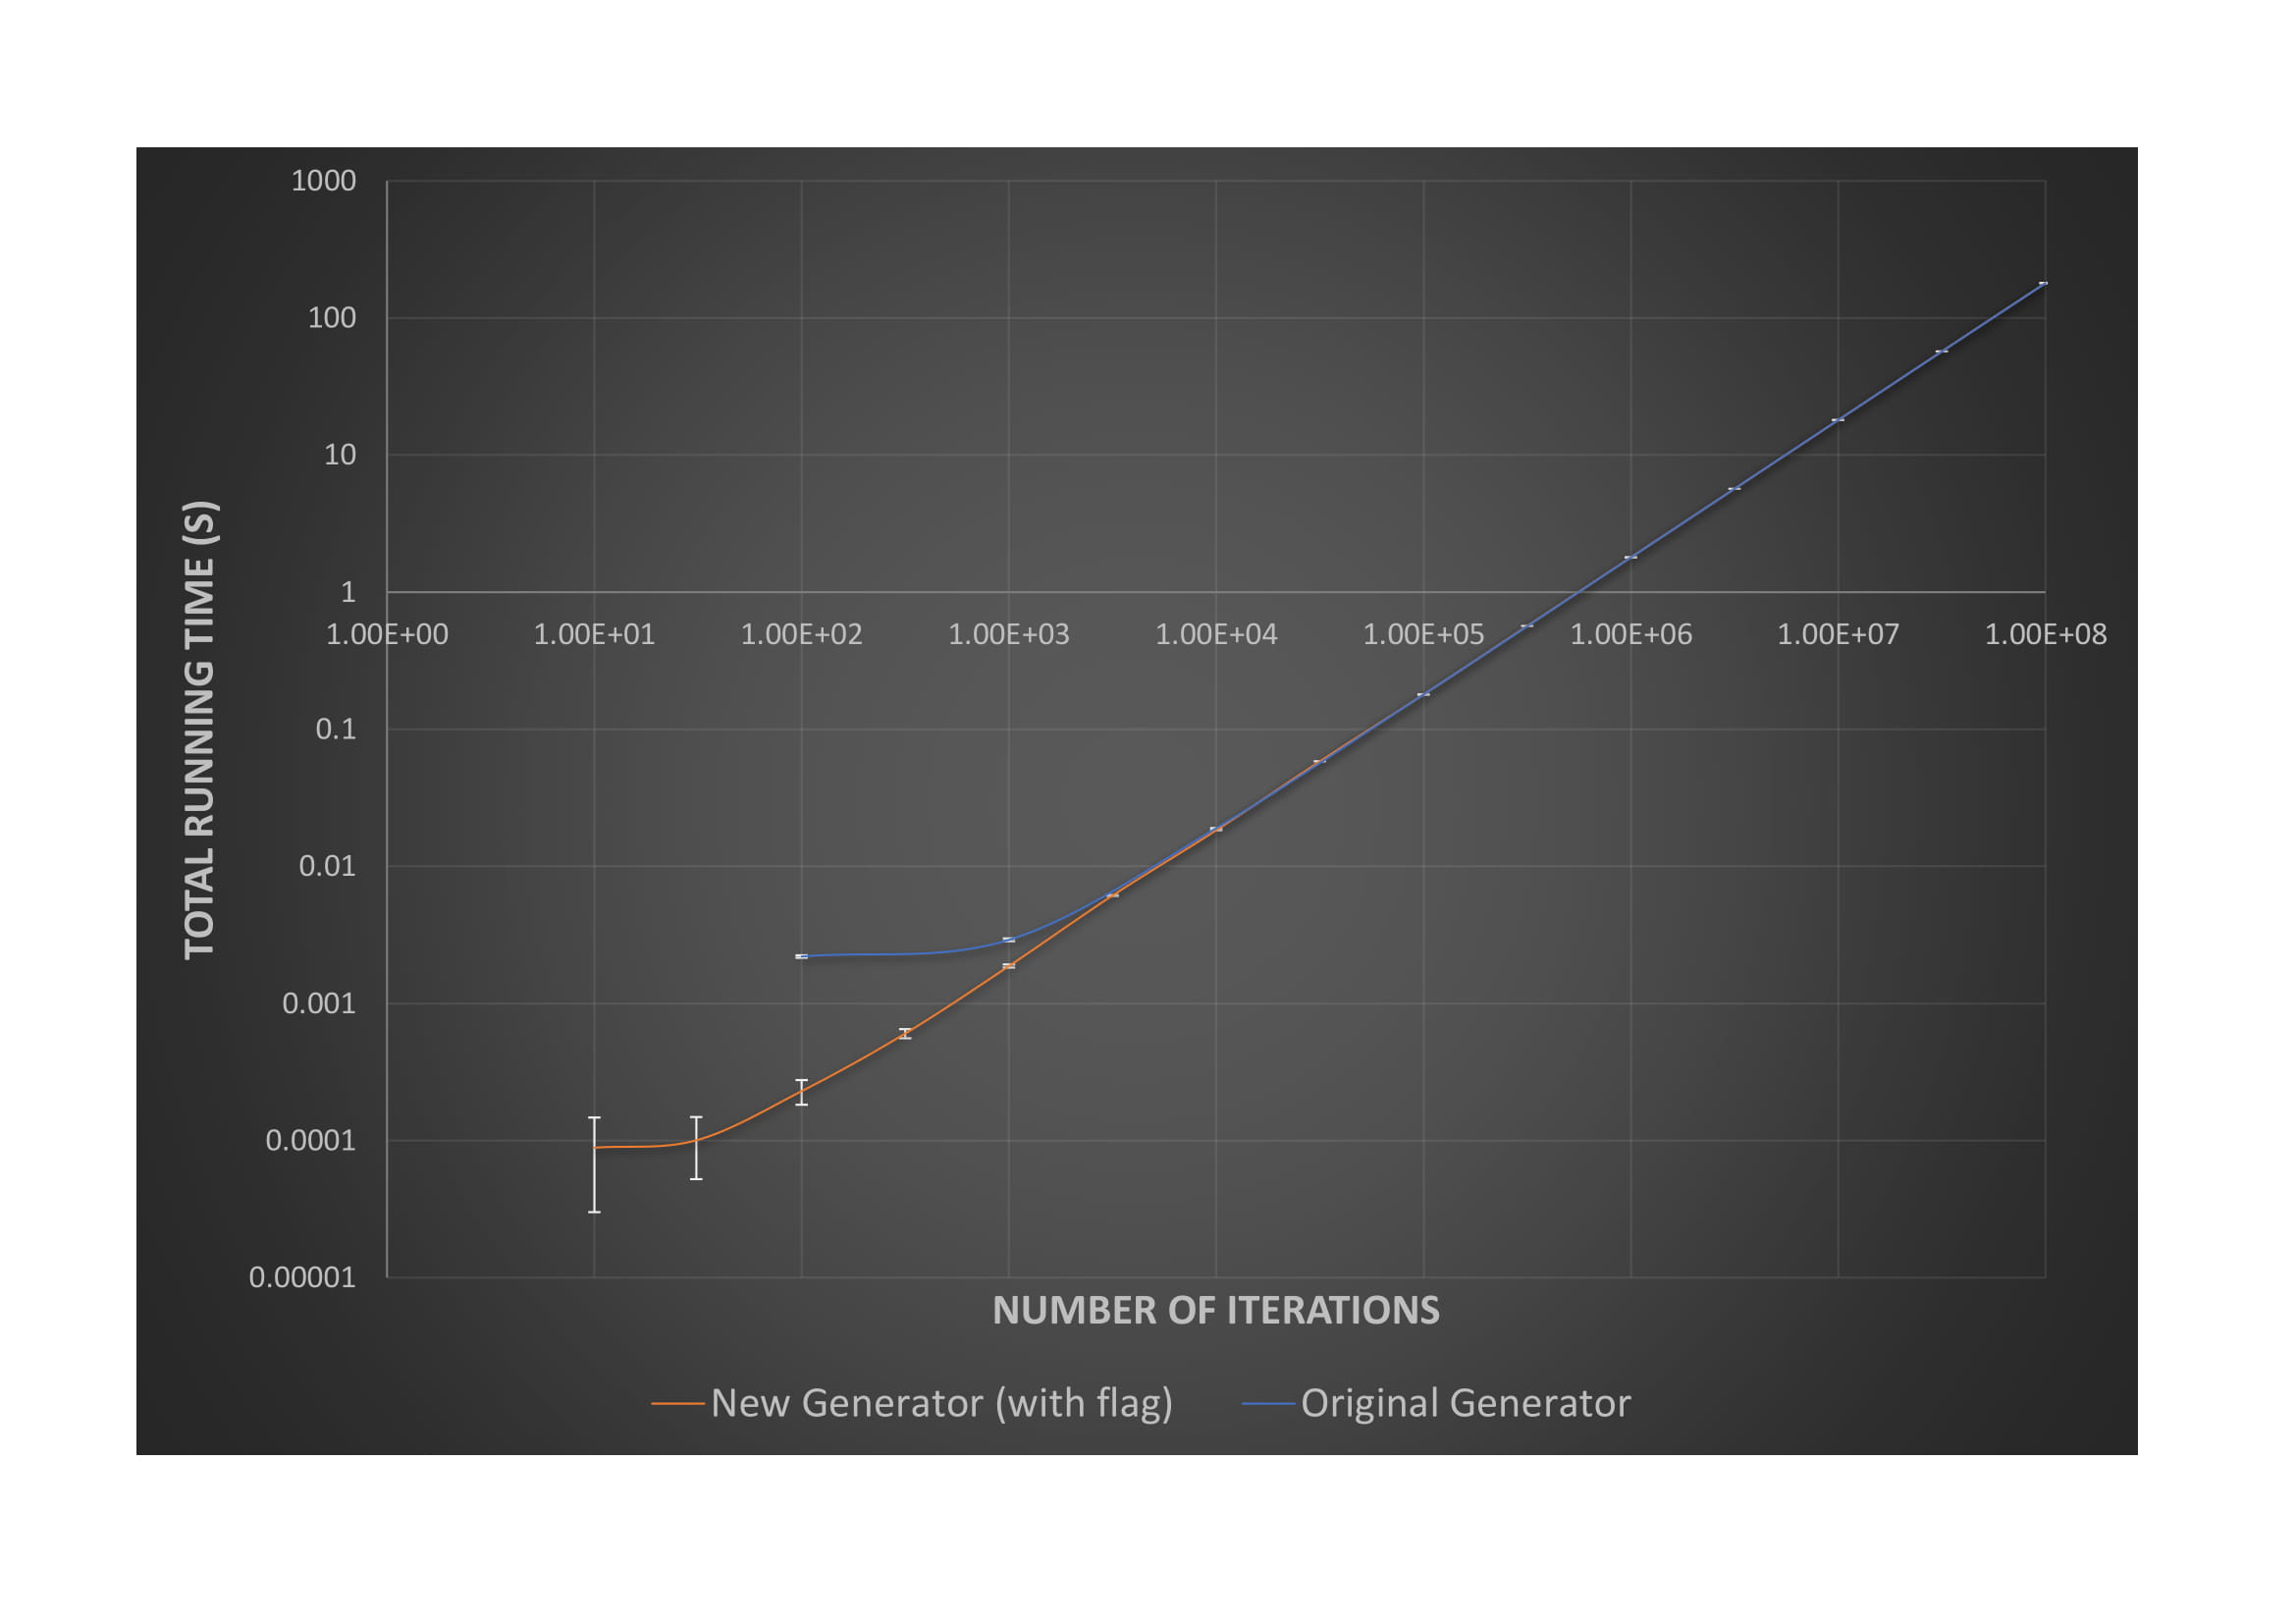 1000
100
10
1
0.1
0.01
0.001
0.0001
0.00001
TOTAL RUNNING TIME (S)
1.00E+00 1.00E+01 1.00E+02 1.00E+03 1.00E+04 1.00E+05 1.00E+06 1.00E+07 1.00E+08
NUMBER OF ITERATIONS
New Generator (with flag) Original Generator